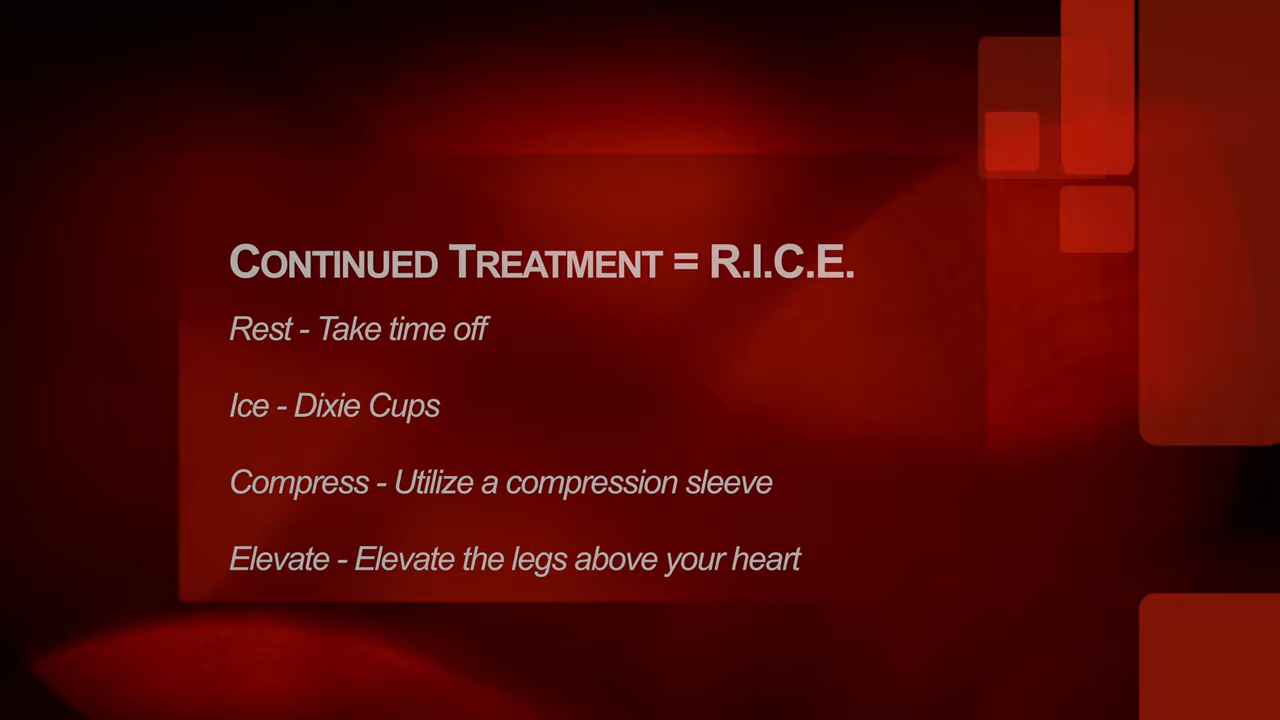 Continued Treatment = R.I.C.E.
Rest - Take time off
Ice - Dixie Cups
Compress - Utilize a compression sleeve
Elevate - Elevate the legs above your heart